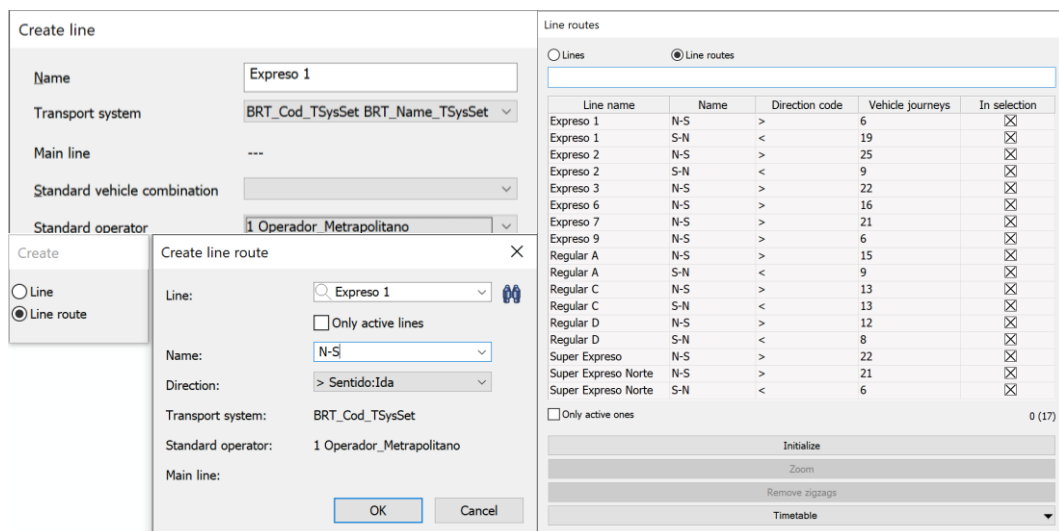 Create line
Name Expreso 1
Transport system BRT_Cod_TSysSet BRT_Name_TSysSet
Main line ---
Standard vehicle combination
Standard operator 1 Operador_Metrapolitano
Create
Line
Line route
Create line route
Line: Expreso 1
Only active lines
Name: N-S
Direction: > Sentido:Ida
Transport system: BRT_Cod_TSysSet
Standard operator: 1 Operador_Metrapolitano
Main line:
OK Cancel
Line routes
Lines Line routes
Line name Name Direction code Vehicle journeys In selection
Expreso 1 N-S > 6
Expreso 1 S-N < 19
Expreso 2 N-S > 25
Expreso 2 S-N < 9
Expreso 3 N-S > 22
Expreso 6 N-S > 16
Expreso 7 N-S > 21
Expreso 9 N-S > 6
Regular A N-S > 15
Regular A S-N < 9
Regular C N-S > 13
Regular C S-N < 13
Regular D N-S > 12
Regular D S-N < 8
Super Expreso N-S > 22
Super Expreso Norte N-S > 21
Super Expreso Norte S-N < 6
Only active ones 0 (17)
Initialize
Zoom
Remove zigzags
Timetable